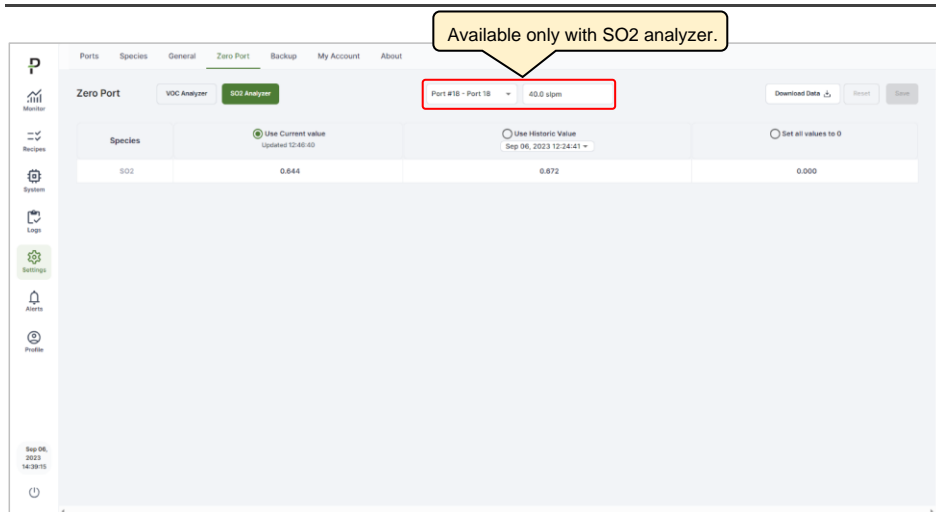 Available only with SO2 analyzer.
Ports Species General Zero Port Backup My Account About
Zero Port VOC Analyzer SO2 Analyzer Port #18 - Port 18 40.0 slpm Download Data Reset Save
Species Use Current value Use Historic Value Set all values to 0
Updated 12:46:40 Sep 06, 2023 12:24:41
SO2 0.644 0.672 0.000
Monitor
Recipes
System
Logs
Settings
Alerts
Profile
Sep 06,
2023
14:39:15